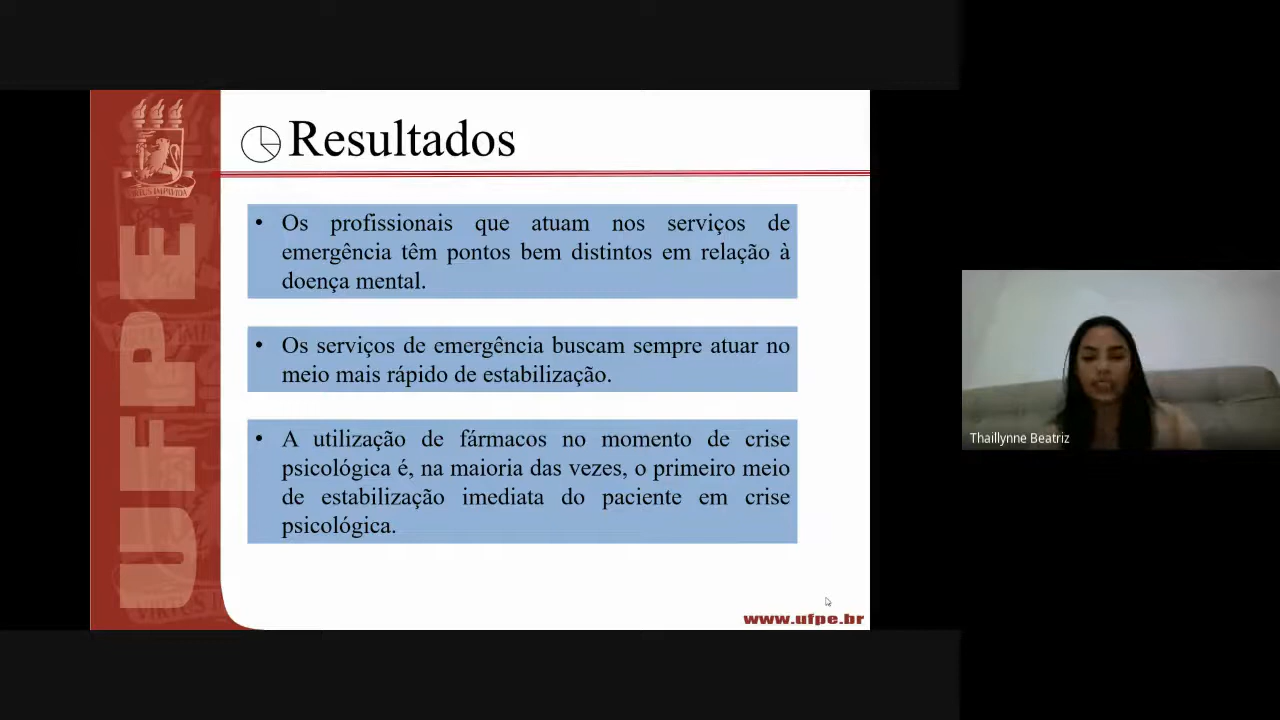 Resultados
• Os profissionais que atuam nos serviços de
emergência têm pontos bem distintos em relação à
doença mental.
• Os serviços de emergência buscam sempre atuar no
meio mais rápido de estabilização.
• A utilização de fármacos no momento de crise
psicológica é, na maioria das vezes, o primeiro meio
de estabilização imediata do paciente em crise
psicológica.
UFPE
VIRTUS IMPAVIDA
www.ufpe.br
Thaillynne Beatriz